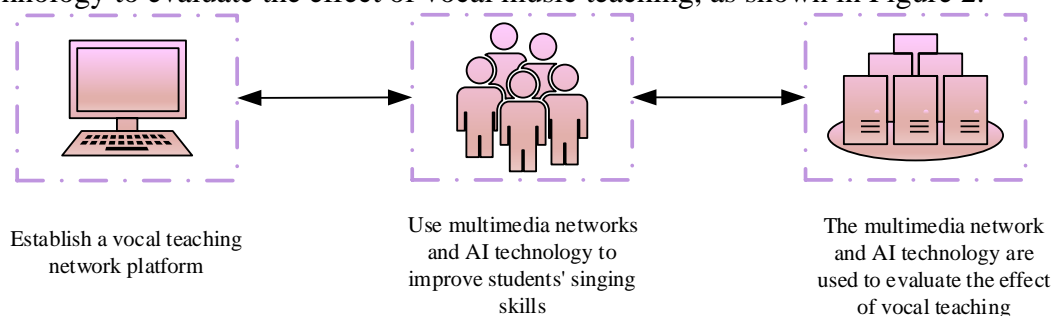 nology to evaluate the effect of vocal music teaching, as shown in Figure 2.
Establish a vocal teaching
network platform
Use multimedia networks
and AI technology to
improve students' singing
skills
The multimedia network
and AI technology are
used to evaluate the effect
of vocal teaching